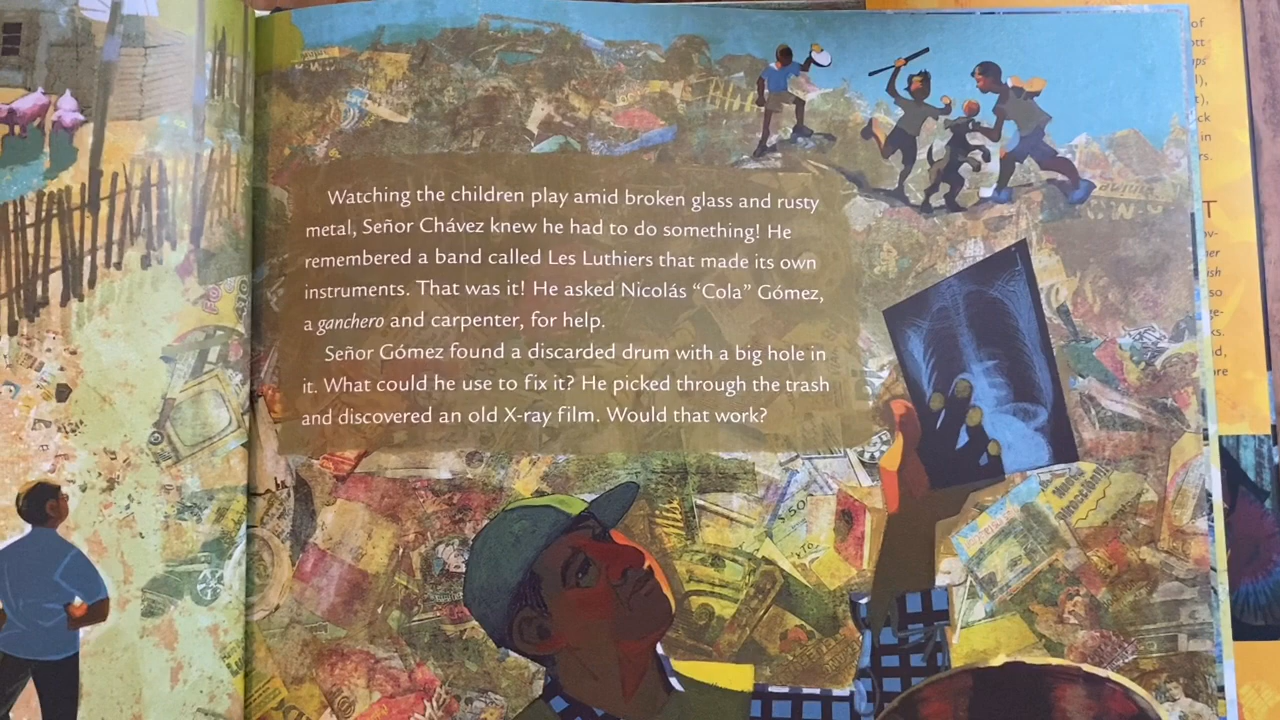 Watching the children play amid broken glass and rusty
metal, Señor Chávez knew he had to do something! He
remembered a band called Les Luthiers that made its own
instruments. That was it! He asked Nicolás “Cola” Gómez,
a ganchero and carpenter, for help.
Señor Gómez found a discarded drum with a big hole in
it. What could he use to fix it? He picked through the trash
and discovered an old X-ray film. Would that work?
of
in